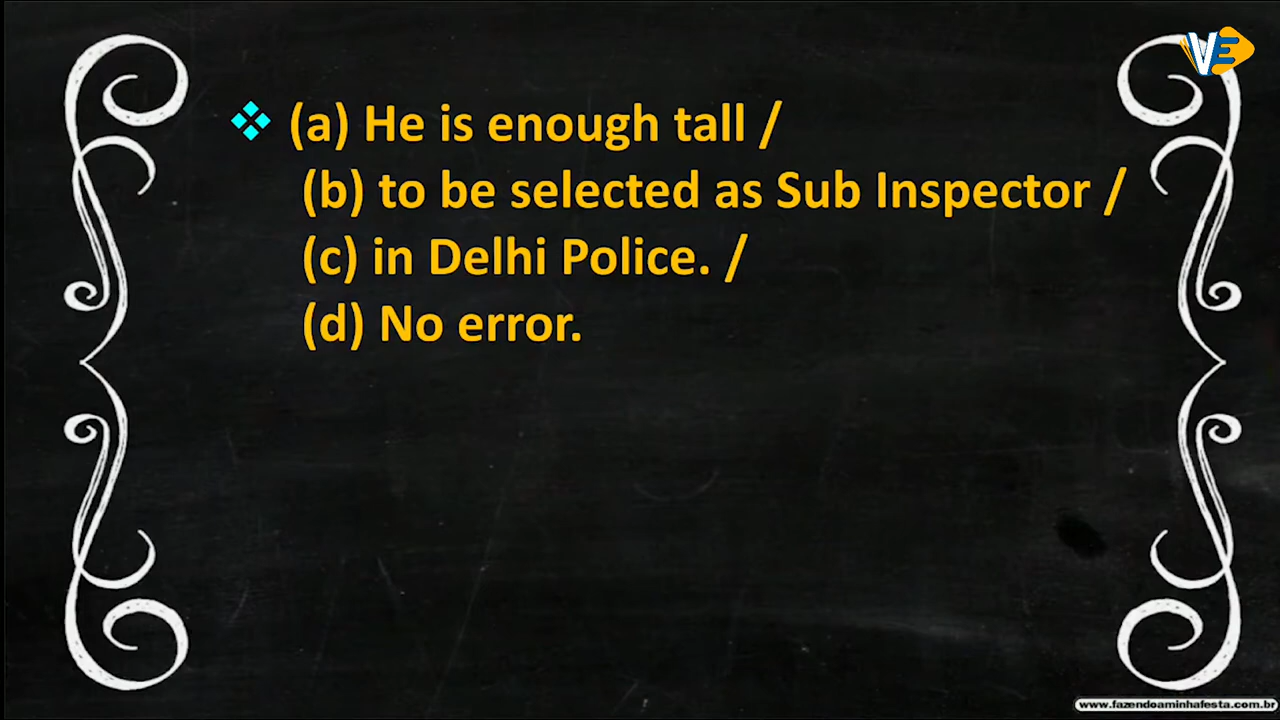 VE
❖ (a) He is enough tall /
(b) to be selected as Sub Inspector /
(c) in Delhi Police. /
(d) No error.
www.fazendoaminhafesta.com.br